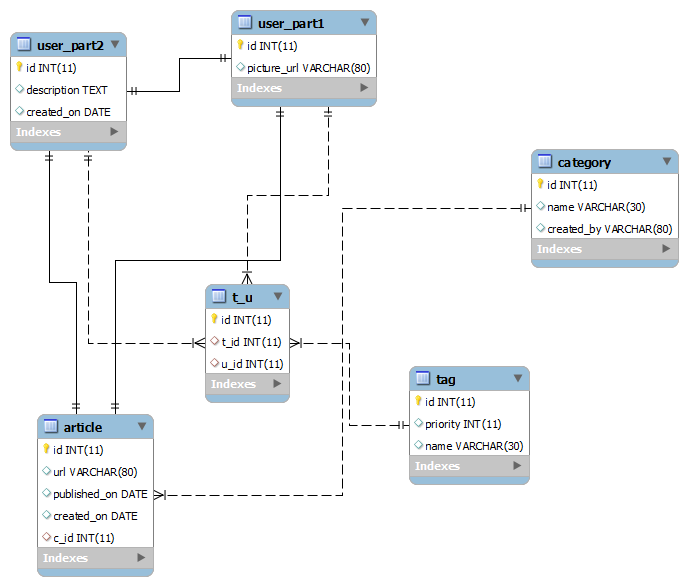 user_part1
id INT(11)
picture_url VARCHAR(80)
Indexes
user_part2
id INT(11)
description TEXT
created_on DATE
Indexes
category
id INT(11)
name VARCHAR(30)
created_by VARCHAR(80)
Indexes
t_u
id INT(11)
t_id INT(11)
u_id INT(11)
Indexes
tag
id INT(11)
priority INT(11)
name VARCHAR(30)
Indexes
article
id INT(11)
url VARCHAR(80)
published_on DATE
created_on DATE
c_id INT(11)
Indexes